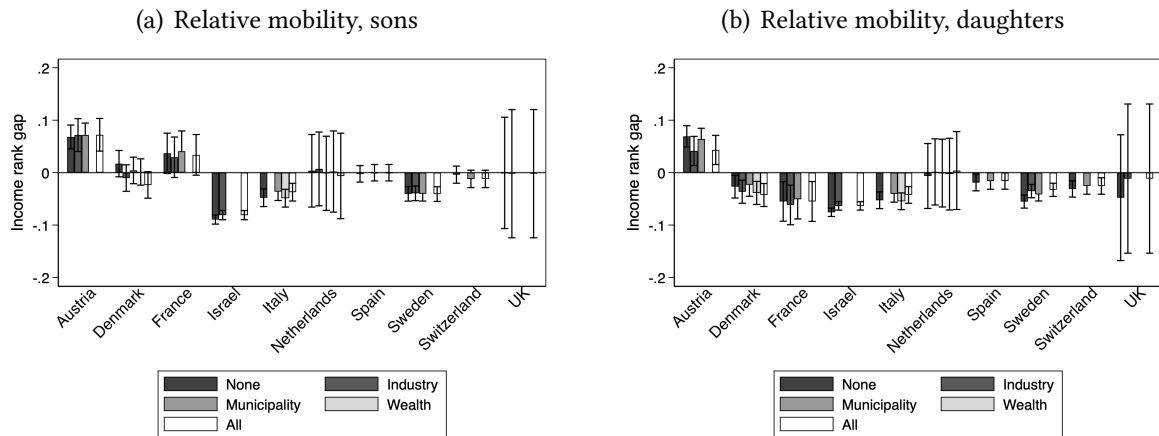 (a) Relative mobility, sons
Income rank gap
.2
.1
0
-.1
-.2
Austria
Denmark
France
Israel
Italy
Netherlands
Spain
Sweden
Switzerland
UK
None
Industry
Municipality
Wealth
All
(b) Relative mobility, daughters
Income rank gap
.2
.1
0
-.1
-.2
Austria
Denmark
France
Israel
Italy
Netherlands
Spain
Sweden
Switzerland
UK
None
Industry
Municipality
Wealth
All